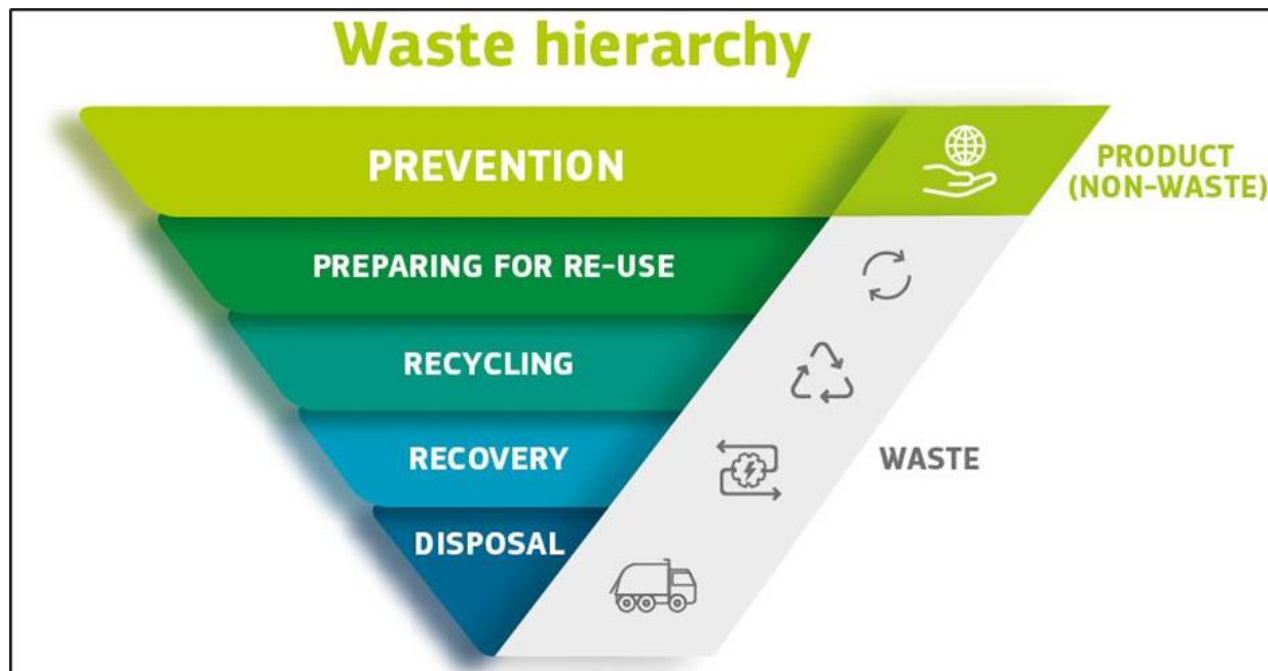 Waste hierarchy
PREVENTION
PRODUCT
(NON-WASTE)
PREPARING FOR RE-USE
RECYCLING
RECOVERY
WASTE
DISPOSAL